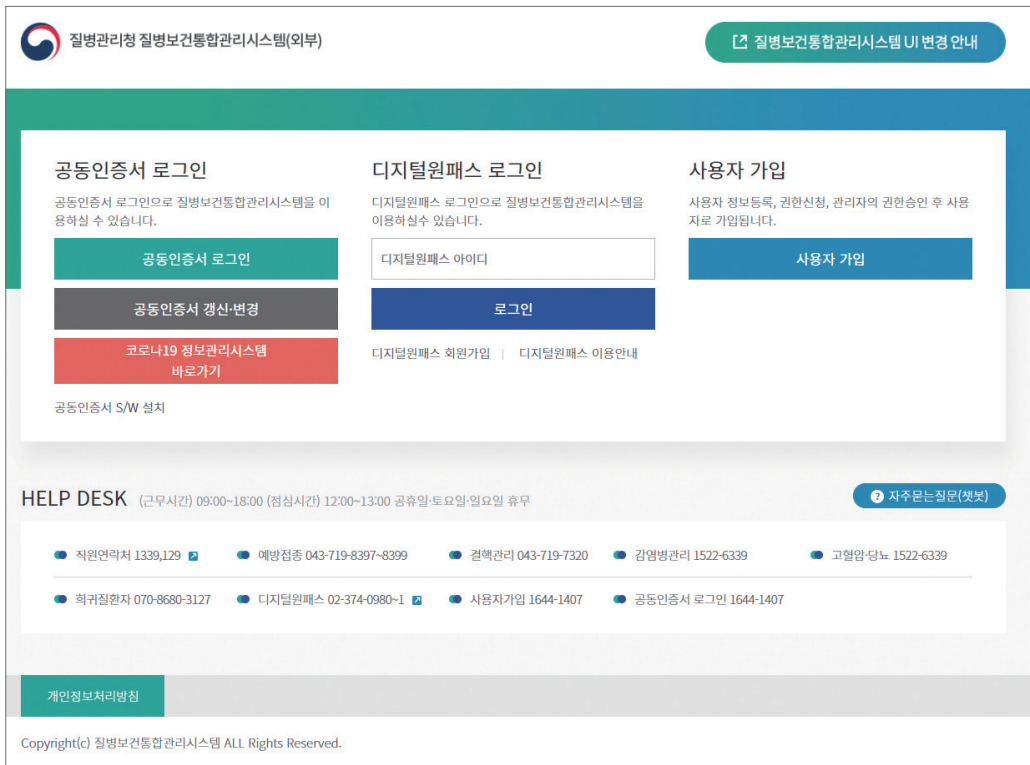 질병관리청 질병보건통합관리시스템(외부)
질병보건통합관리시스템 UI 변경 안내
공동인증서 로그인
공동인증서 로그인으로 질병보건통합관리시스템을 이
용하실 수 있습니다.
공동인증서 로그인
공동인증서 갱신·변경
코로나19 정보관리시스템
바로가기
공동인증서 S/W 설치
디지털원패스 로그인
디지털원패스 로그인으로 질병보건통합관리시스템을
이용하실수 있습니다.
디지털원패스 아이디
로그인
디지털원패스 회원가입 | 디지털원패스 이용안내
사용자 가입
사용자 정보등록, 권한신청, 관리자의 권한승인 후 사용
자로 가입됩니다.
사용자 가입
HELP DESK (근무시간) 09:00~18:00 (점심시간) 12:00~13:00 공휴일·토요일·일요일 휴무
자주묻는질문(챗봇)
직원연락처 1339,129 예방접종 043-719-8397~8399 결핵관리 043-719-7320 감염병관리 1522-6339 고혈압·당뇨 1522-6339
희귀질환자 070-8680-3127 디지털원패스 02-374-0980~1 사용자가입 1644-1407 공동인증서 로그인 1644-1407
개인정보처리방침
Copyright(c) 질병보건통합관리시스템 ALL Rights Reserved.